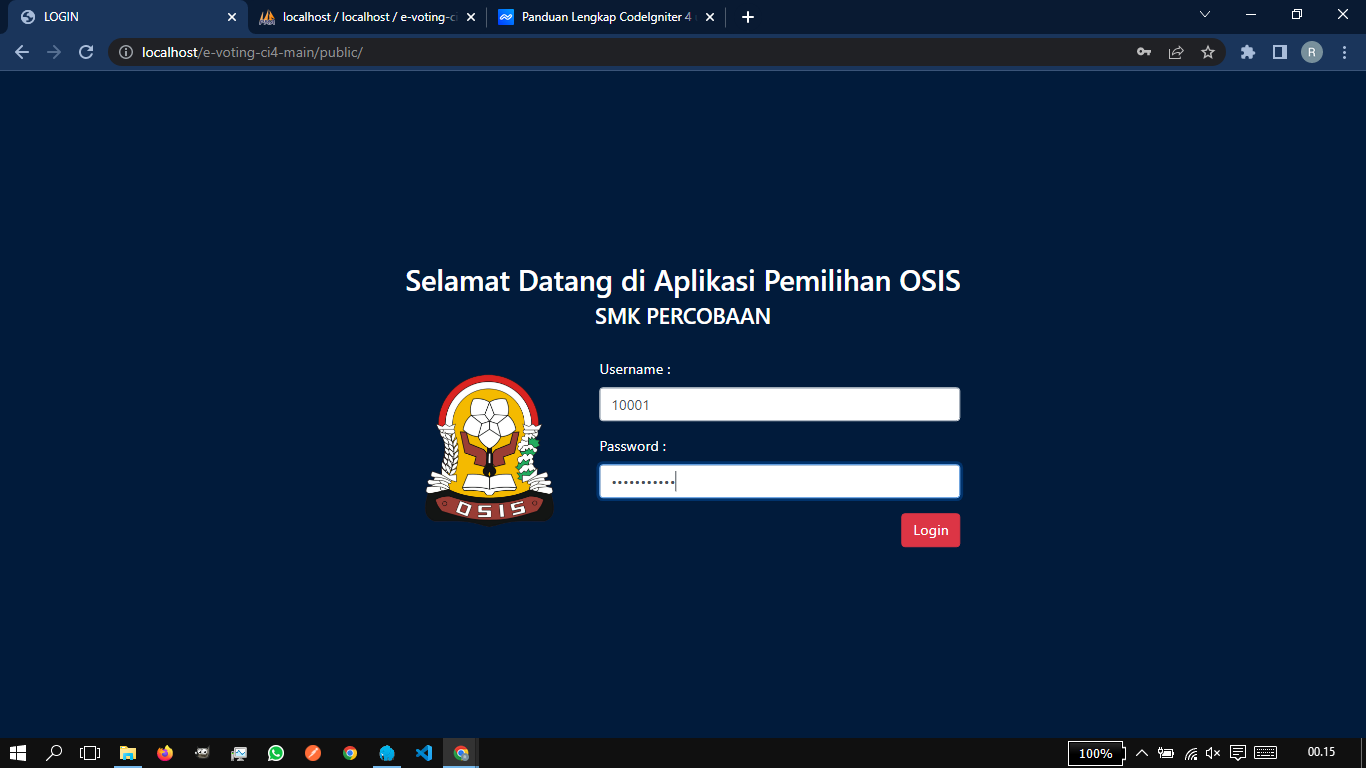 LOGIN
localhost / localhost / e-voting-ci
Panduan Lengkap CodeIgniter 4
localhost/e-voting-ci4-main/public/
R
Selamat Datang di Aplikasi Pemilihan OSIS
SMK PERCOBAAN
Username :
10001
Password :
•••••••••••
OSIS
Login
100%
00.15